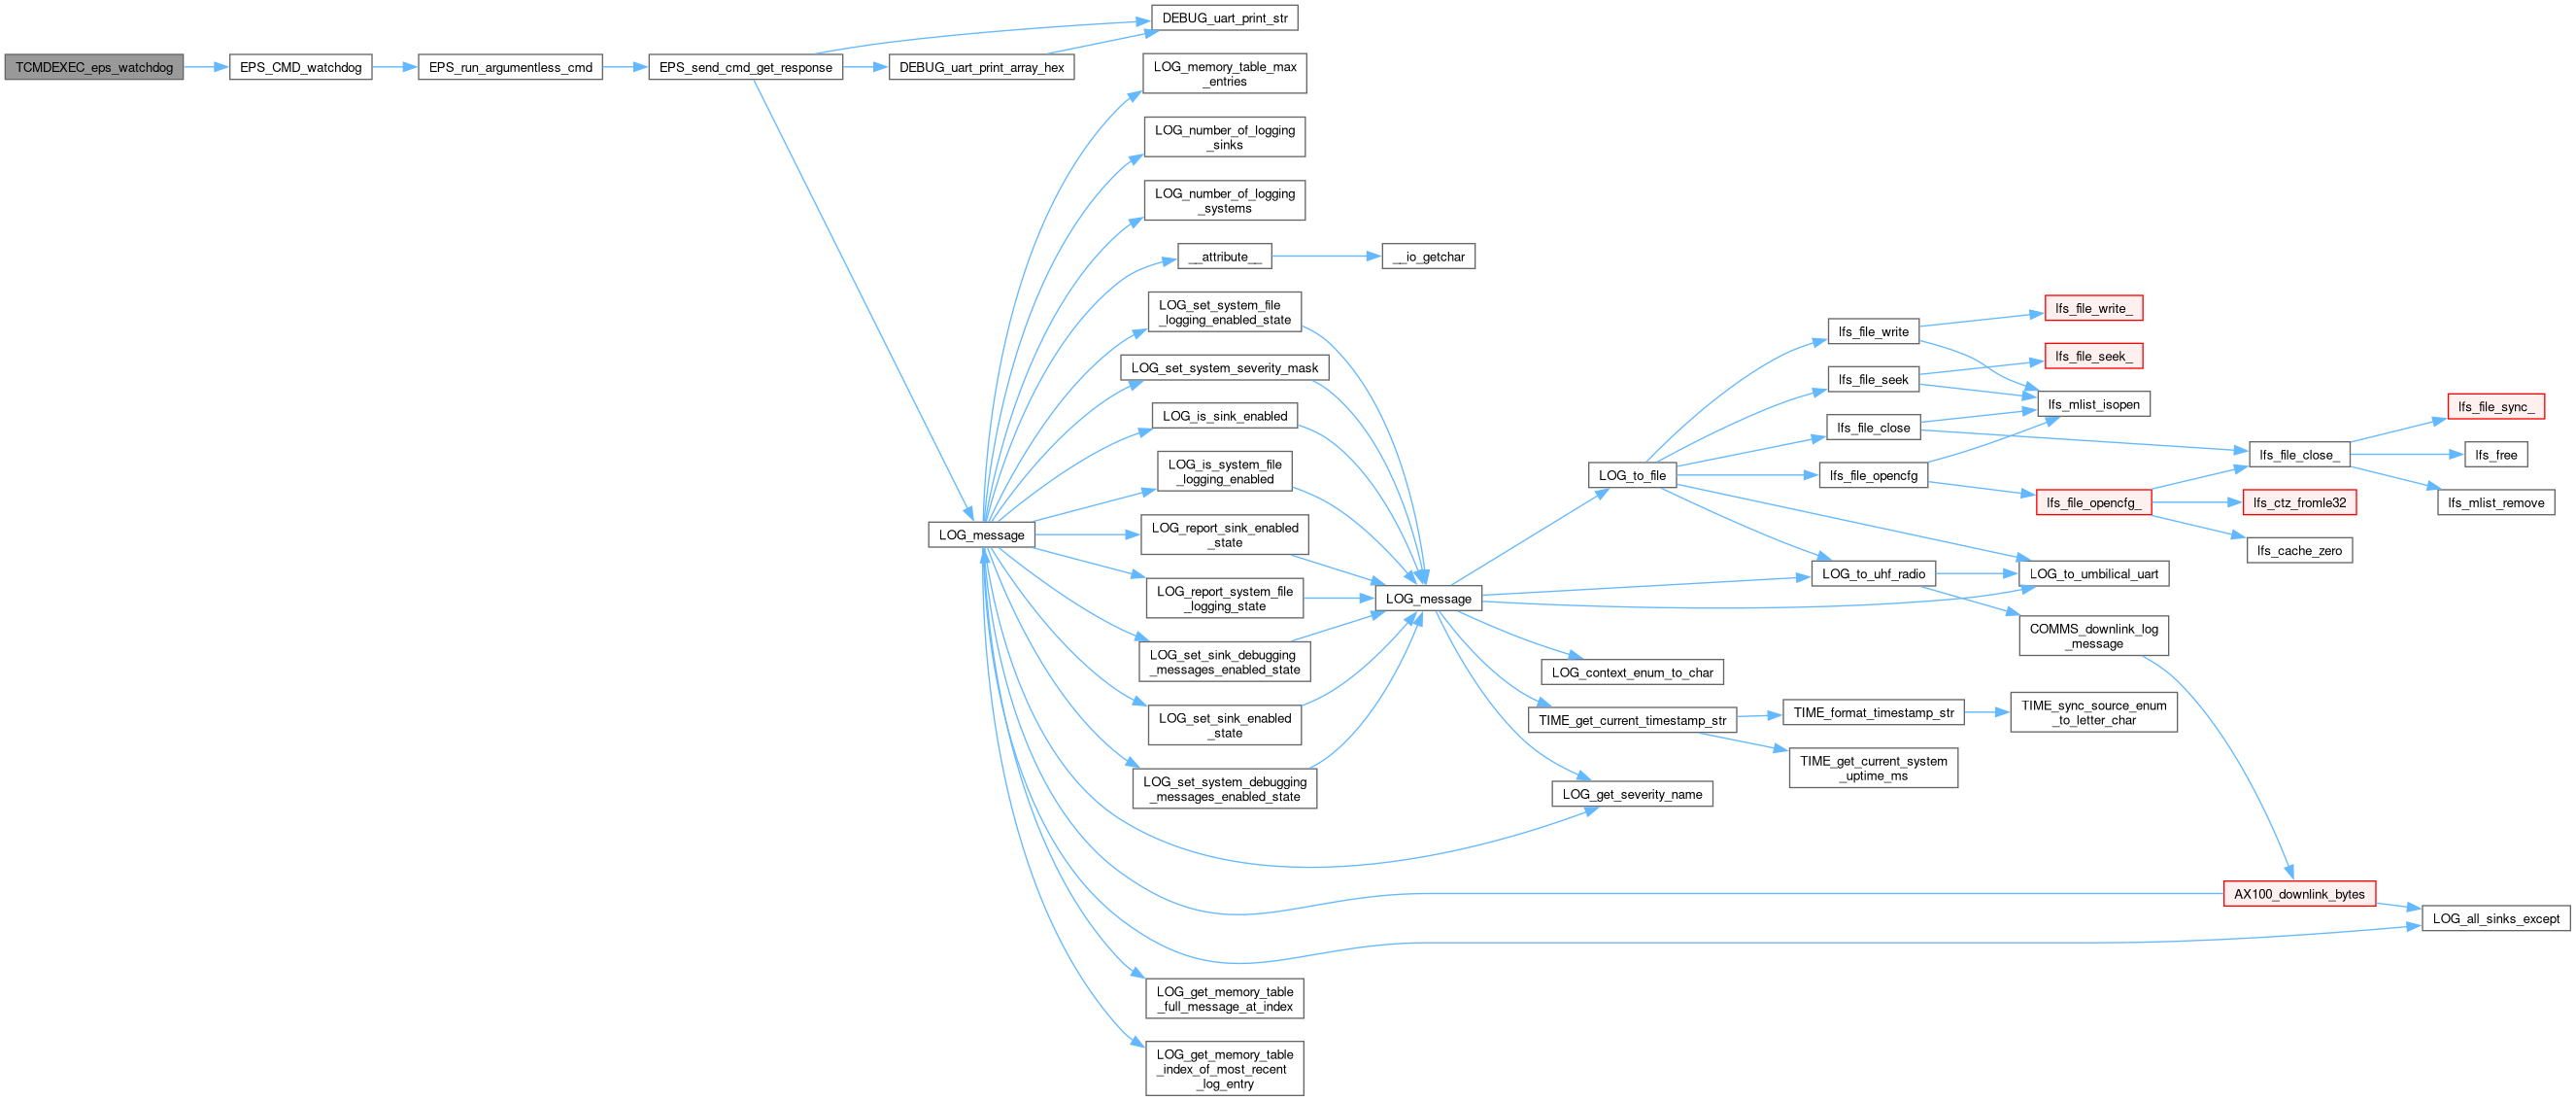 TCMDEXEC_eps_watchdog
EPS_CMD_watchdog
EPS_run_argumentless_cmd
EPS_send_cmd_get_response
DEBUG_uart_print_str
DEBUG_uart_print_array_hex
LOG_message
LOG_memory_table_max
_entries
LOG_number_of_logging
_sinks
LOG_number_of_logging
_systems
__attribute__
__io_getchar
LOG_set_system_file
_logging_enabled_state
LOG_set_system_severity_mask
LOG_is_sink_enabled
LOG_is_system_file
_logging_enabled
LOG_report_sink_enabled
_state
LOG_report_system_file
_logging_state
LOG_set_sink_debugging
_messages_enabled_state
LOG_set_sink_enabled
_state
LOG_set_system_debugging
_messages_enabled_state
LOG_get_memory_table
_full_message_at_index
LOG_get_memory_table
_index_of_most_recent
_log_entry
LOG_message
LOG_to_file
LOG_context_enum_to_char
TIME_get_current_timestamp_str
LOG_get_severity_name
lfs_file_write
lfs_file_seek
lfs_file_close
lfs_file_opencfg
LOG_to_uhf_radio
TIME_format_timestamp_str
TIME_get_current_system
_uptime_ms
lfs_file_write_
lfs_file_seek_
lfs_mlist_isopen
lfs_file_opencfg_
LOG_to_umbilical_uart
COMMS_downlink_log
_message
TIME_sync_source_enum
_to_letter_char
lfs_file_close_
lfs_ctz_fromle32
lfs_cache_zero
AX100_downlink_bytes
lfs_file_sync_
lfs_free
lfs_mlist_remove
LOG_all_sinks_except